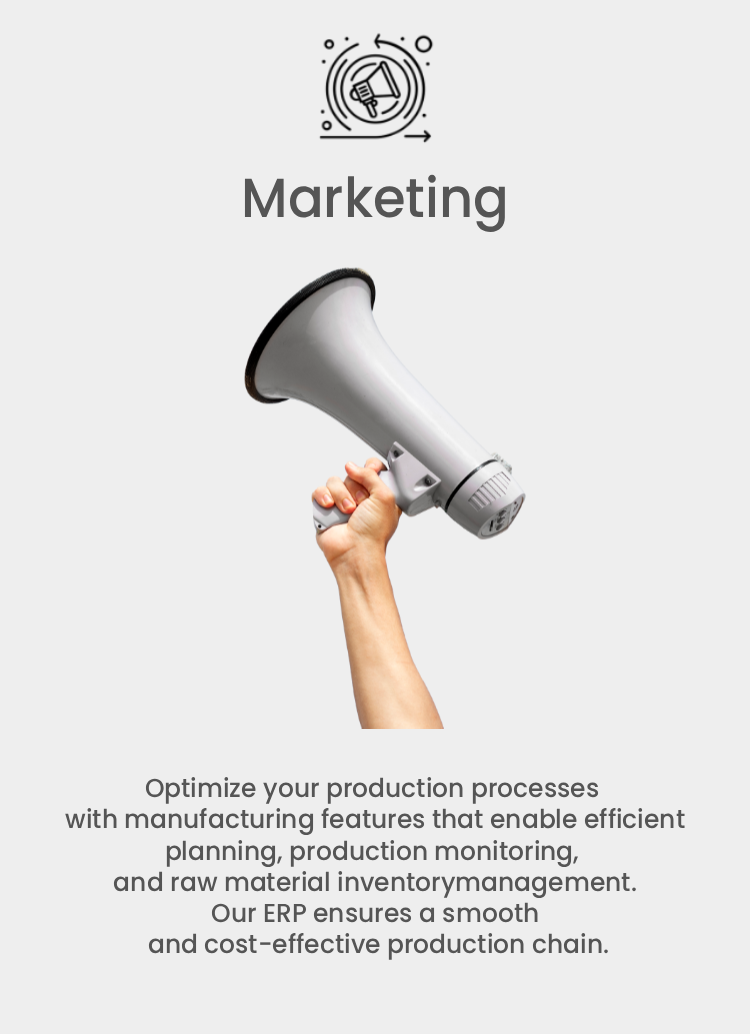 Marketing
Optimize your production processes
with manufacturing features that enable efficient
planning, production monitoring,
and raw material inventorymanagement.
Our ERP ensures a smooth
and cost-effective production chain.